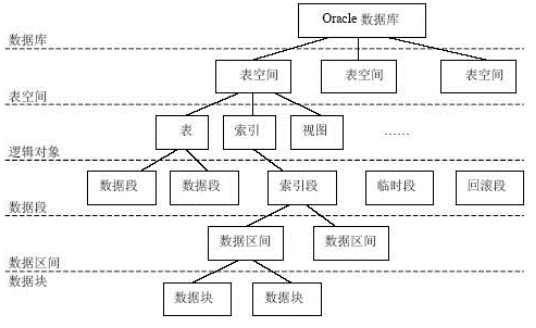 Oracle 数据库
数据库
表空间 表空间 表空间
表空间
表 索引 视图 ……
逻辑对象
数据段 数据段 索引段 临时段 回滚段
数据段
数据区间 数据区间
数据区间
数据块
数据块 数据块